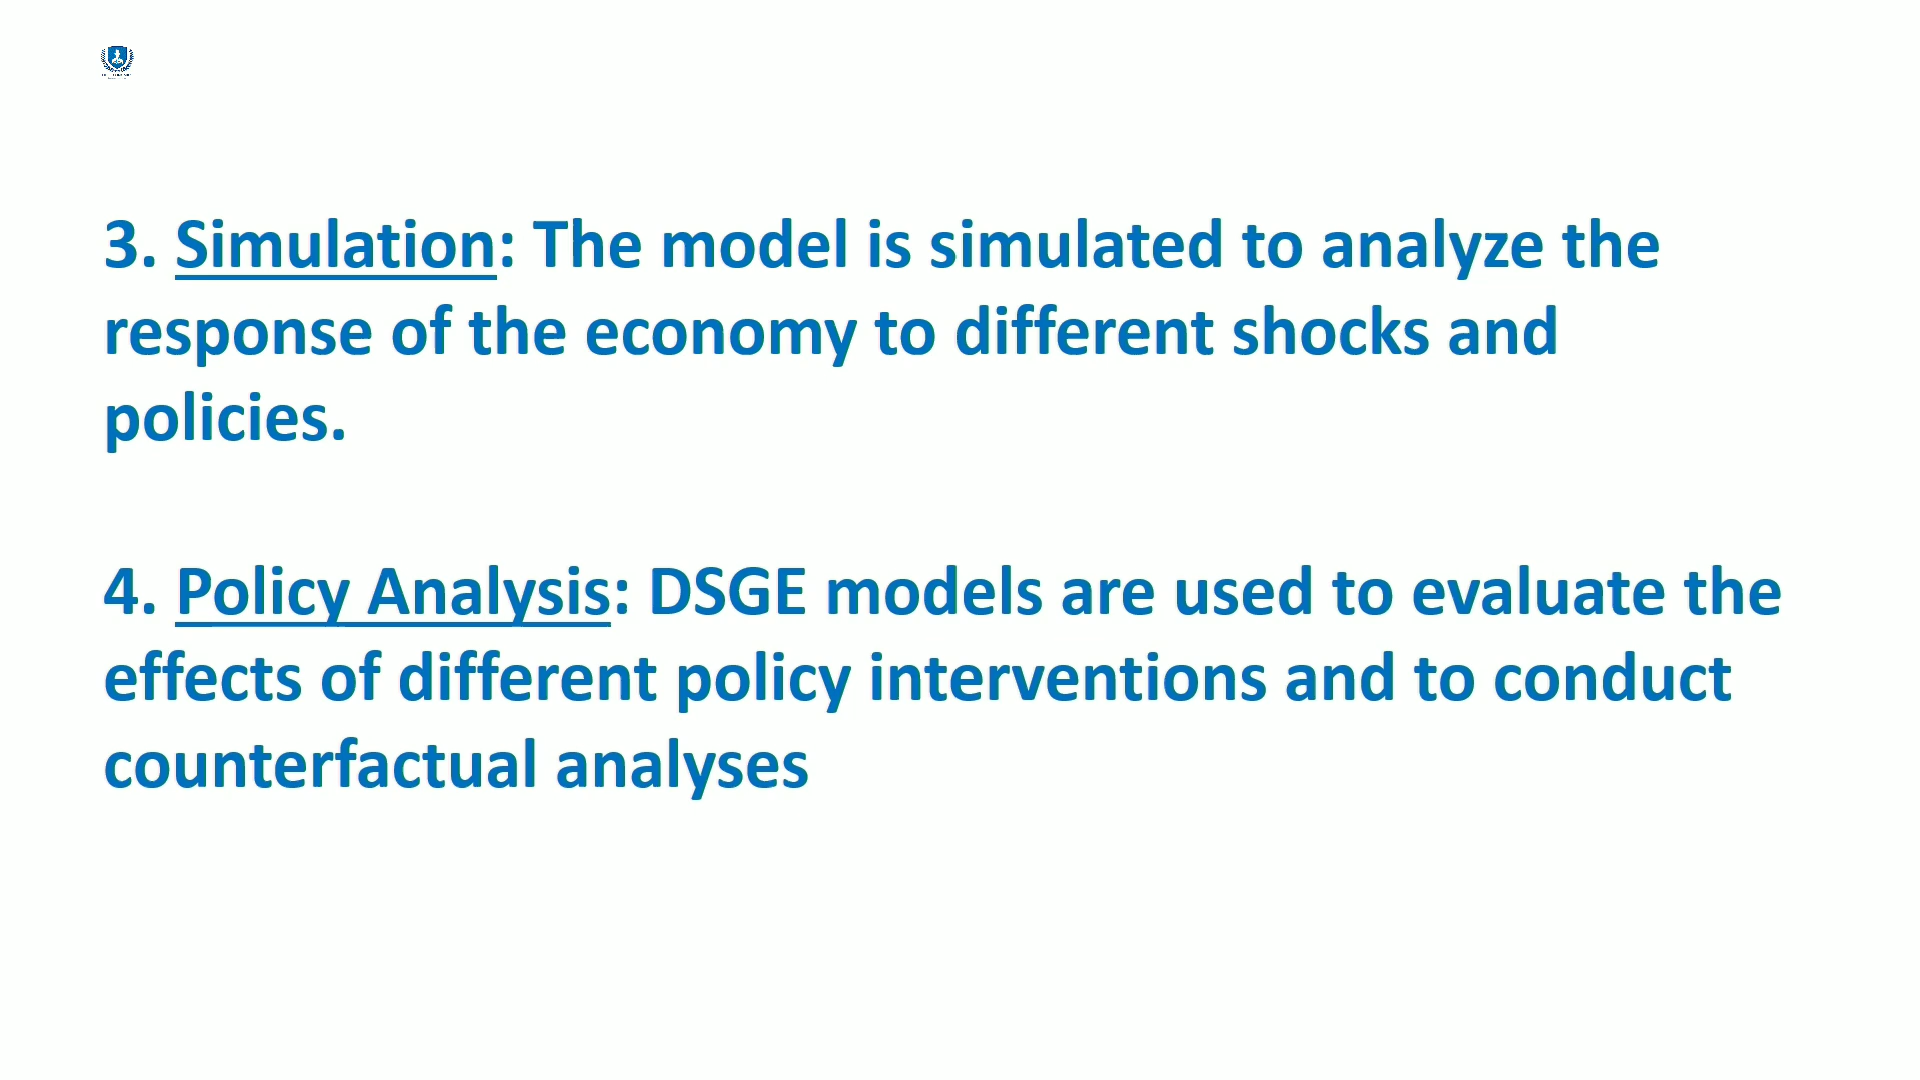 3. Simulation: The model is simulated to analyze the
response of the economy to different shocks and
policies.
4. Policy Analysis: DSGE models are used to evaluate the
effects of different policy interventions and to conduct
counterfactual analyses